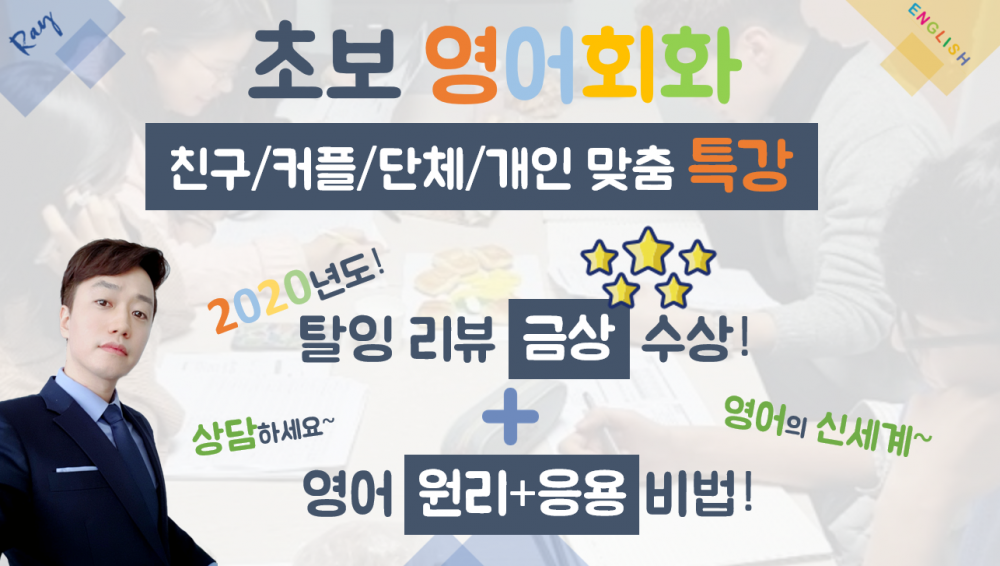 Ray
ENGLISH
초보 영어회화
친구/커플/단체/개인 맞춤 특강
2020년도!
탈잉 리뷰 금상 수상!
+
상담하세요~
영어의 신세계~
영어 원리+응용 비법!